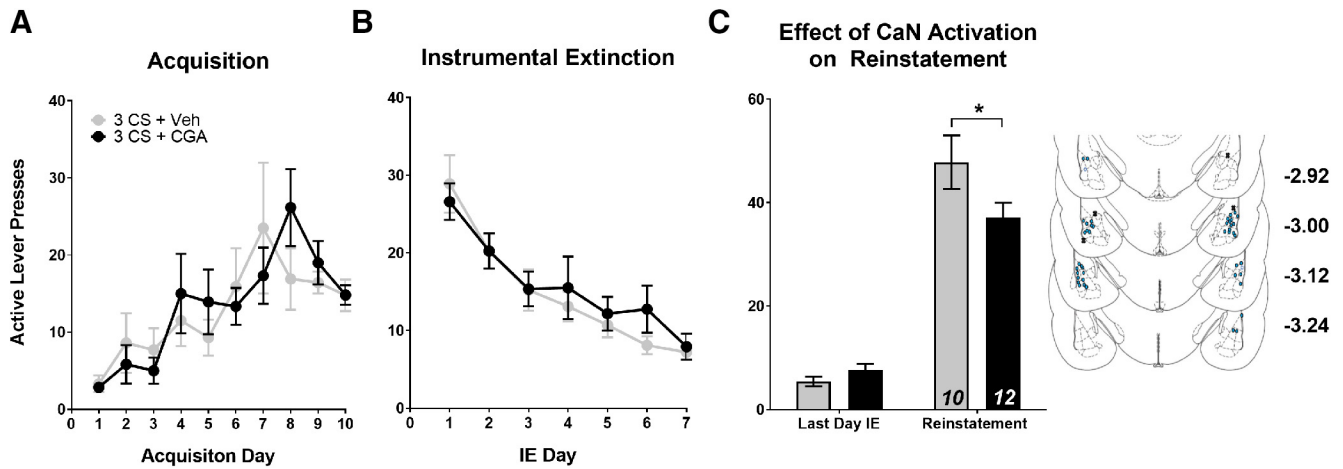 A
Acquisition
40
30
20
10
0
Active Lever Presses
3 CS + Veh
3 CS + CGA
0 1 2 3 4 5 6 7 8 9 10
Acquisiton Day
B
Instrumental Extinction
40
30
20
10
0
0 1 2 3 4 5 6 7
IE Day
C
Effect of CaN Activation
on Reinstatement
60
40
20
0
*
10
12
Last Day IE
Reinstatement
-2.92
-3.00
-3.12
-3.24